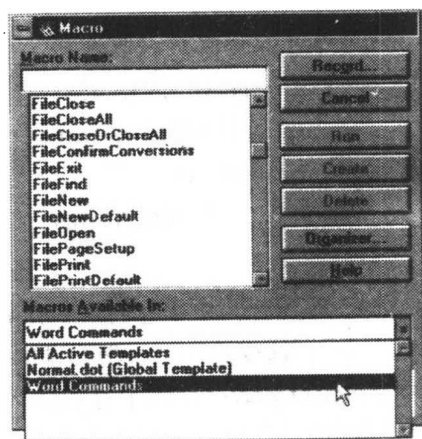 Macro
Macro Name:
Record...
Cancel
Run
Create
Delete
Organiser...
Help
FileClose
FileCloseAll
FileCloseOrCloseAll
FileConfirmConversions
FileExit
FileFind
FileNew
FileNewDefault
FileOpen
FilePageSetup
FilePrint
FilePrintDefault
Macros Available In:
Word Commands
All Active Templates
Normal.dot (Global Template)
Word Commands